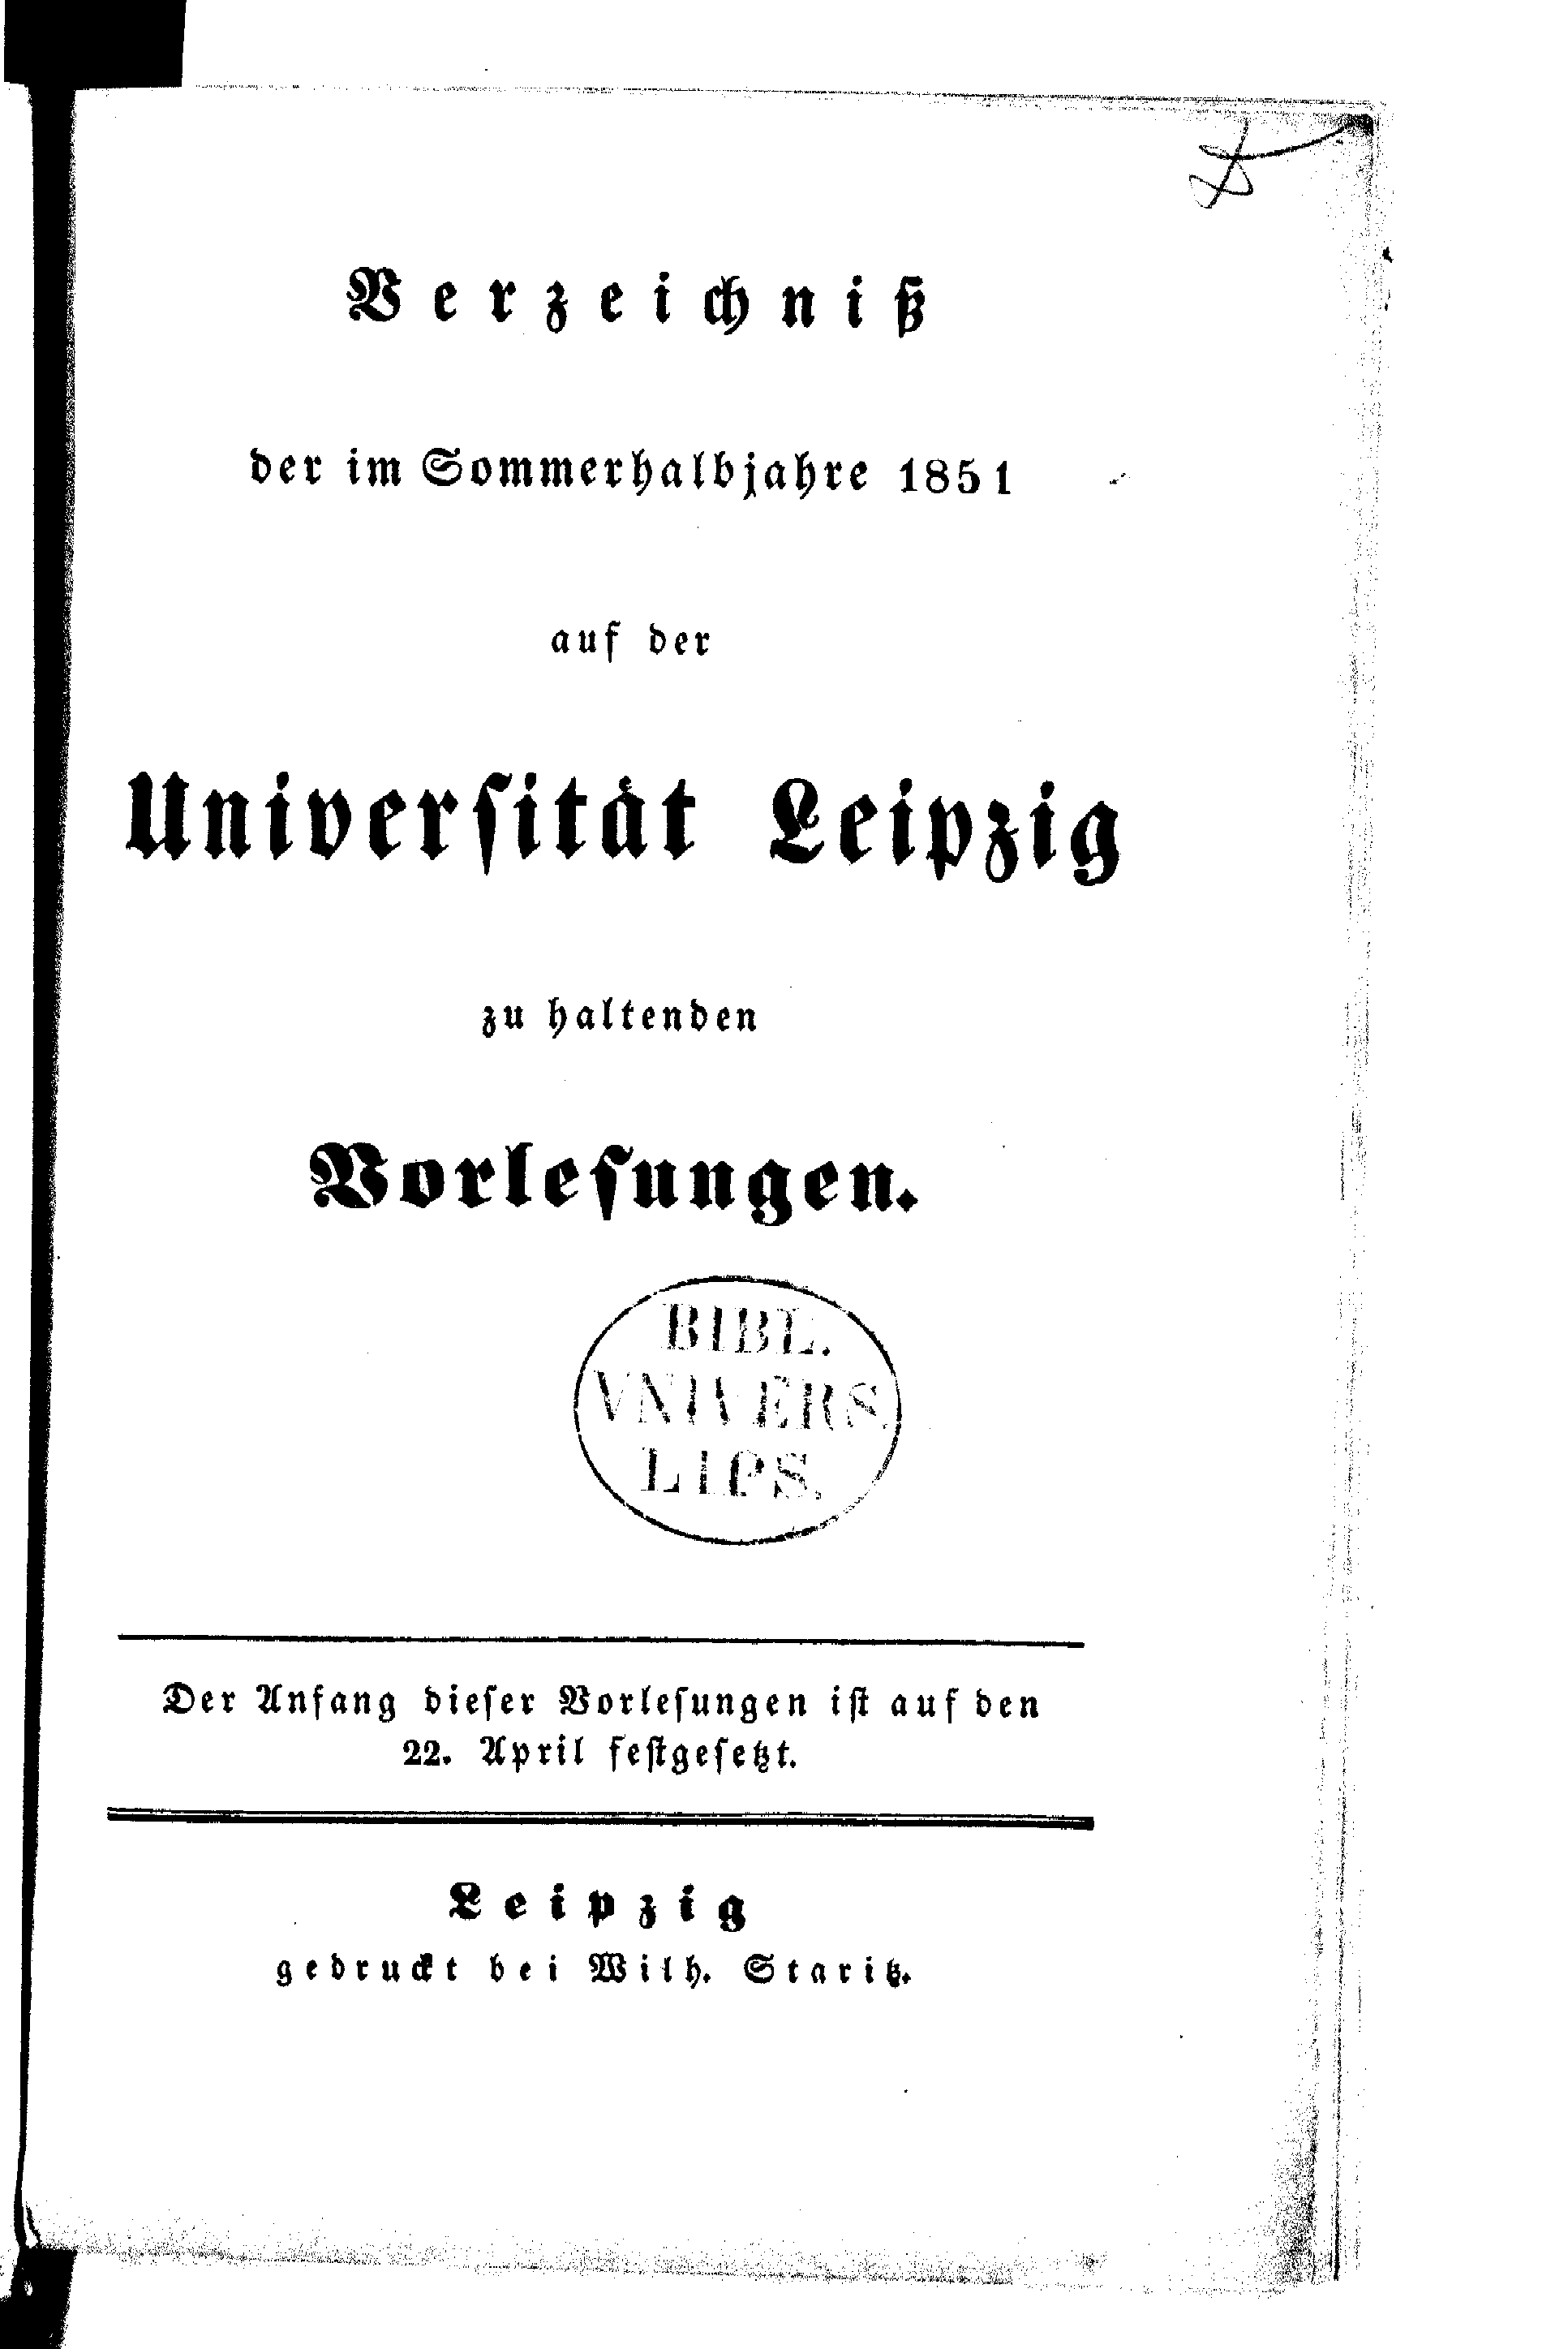 Verzeichniß
der im Sommerhalbjahre 1851
auf der
Universität Leipzig
zu haltenden
Vorlesungen.
BIBL.
VNIVERS.
LIPS.
Der Anfang dieser Vorlesungen ist auf den
22. April festgesetzt.
Leipzig
gedruckt bei Wilh. Staritz.